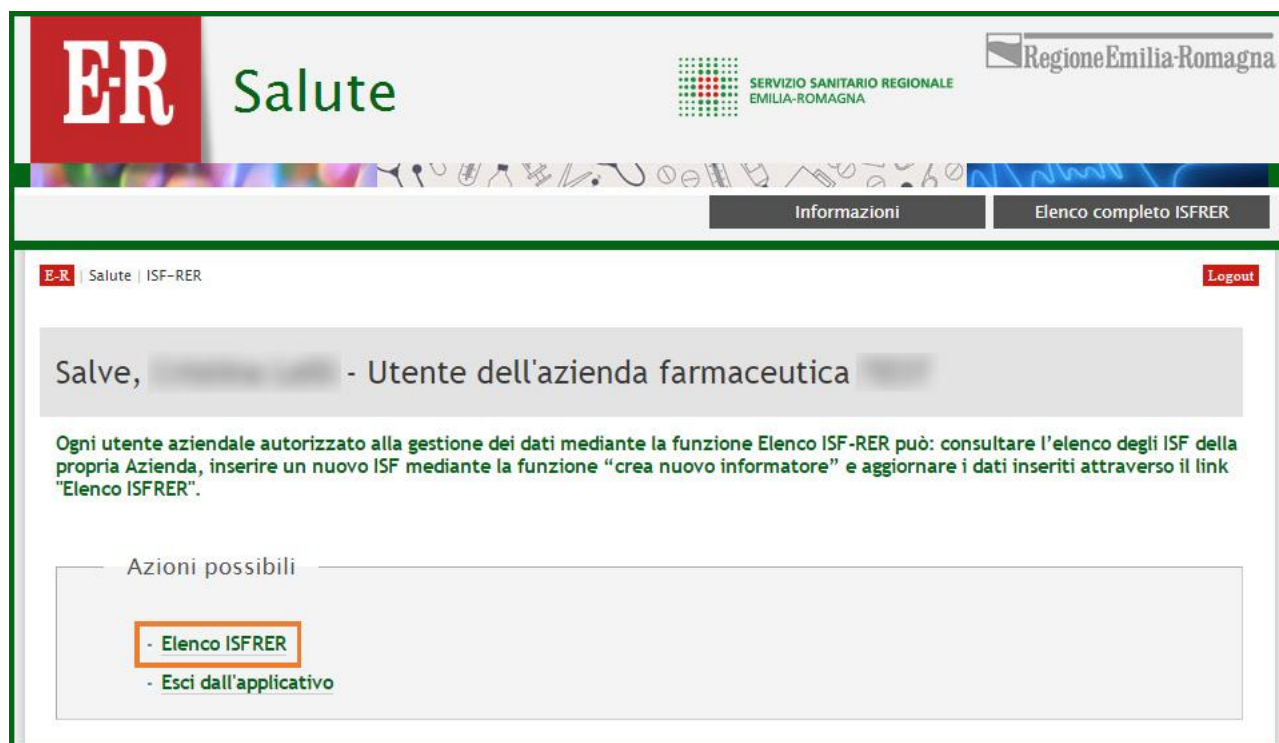 E-R
Salute
SERVIZIO SANITARIO REGIONALE
EMILIA-ROMAGNA
RegioneEmilia-Romagna
Informazioni
Elenco completo ISFRER
E-R | Salute | ISF-RER
Logout
Salve, - Utente dell'azienda farmaceutica
Ogni utente aziendale autorizzato alla gestione dei dati mediante la funzione Elenco ISF-RER può: consultare l’elenco degli ISF della
propria Azienda, inserire un nuovo ISF mediante la funzione “crea nuovo informatore” e aggiornare i dati inseriti attraverso il link
"Elenco ISFRER".
Azioni possibili
- Elenco ISFRER
- Esci dall'applicativo